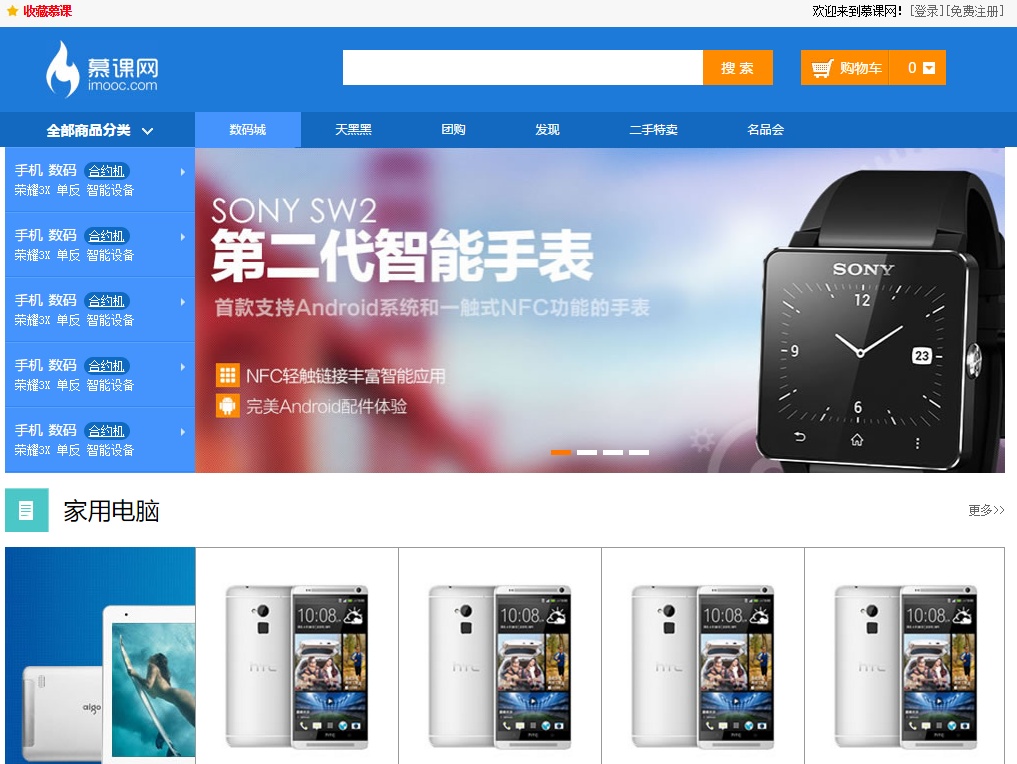 收藏慕课
欢迎来到慕课网! [登录][免费注册]
慕课网
imooc.com
搜 索
购物车 0
全部商品分类
数码城 天黑黑 团购 发现 二手特卖 名品会
手机 数码 合约机
荣耀3X 单反 智能设备
手机 数码 合约机
荣耀3X 单反 智能设备
手机 数码 合约机
荣耀3X 单反 智能设备
手机 数码 合约机
荣耀3X 单反 智能设备
手机 数码 合约机
荣耀3X 单反 智能设备
SONY SW2
第二代智能手表
首款支持Android系统和一触式NFC功能的手表
NFC轻触链接丰富智能应用
完美Android配件体验
SONY
12
9
23
6
家用电脑
更多>>
aigo
hTC 10:08
hTC 10:08
hTC 10:08
hTC 10:08